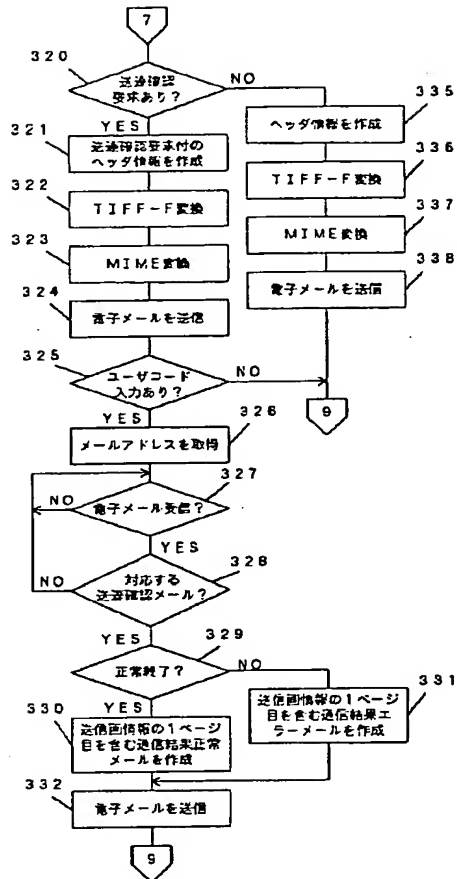 7
320
送達確認
要求あり?
NO
YES
321
送達確認要求付の
ヘッダ情報を作成
322
TIFF-F変換
323
MIME変換
324
電子メールを送信
325
ユーザコード
入力あり?
NO
YES
335
ヘッダ情報を作成
336
TIFF-F変換
337
MIME変換
338
電子メールを送信
9
326
メールアドレスを取得
327
NO
電子メール受信?
YES
328
NO
対応する
送達確認メール?
YES
329
正常終了?
NO
YES
330
送信画情報の1ページ
目を含む通信結果正常
メールを作成
331
送信画情報の1ページ
目を含む通信結果エ
ラーメールを作成
332
電子メールを送信
9